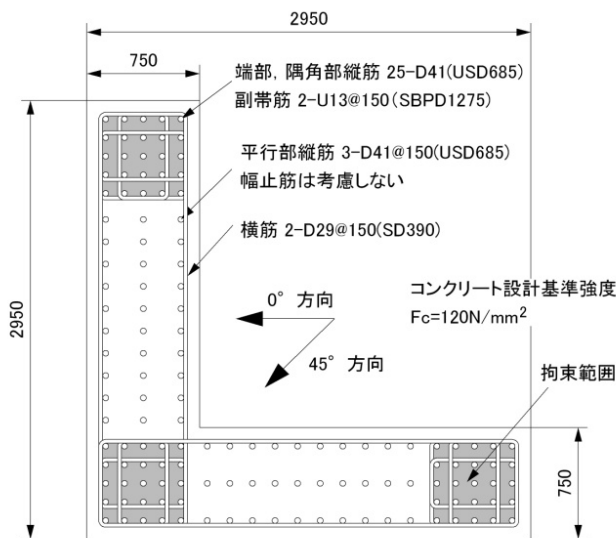 2950
750
端部, 隅角部縦筋 25-D41(USD685)
副帯筋 2-U13@150(SBPD1275)
平行部縦筋 3-D41@150(USD685)
幅止筋は考慮しない
横筋 2-D29@150(SD390)
2950
0° 方向
45° 方向
コンクリート設計基準強度
Fc=120N/mm²
拘束範囲
750